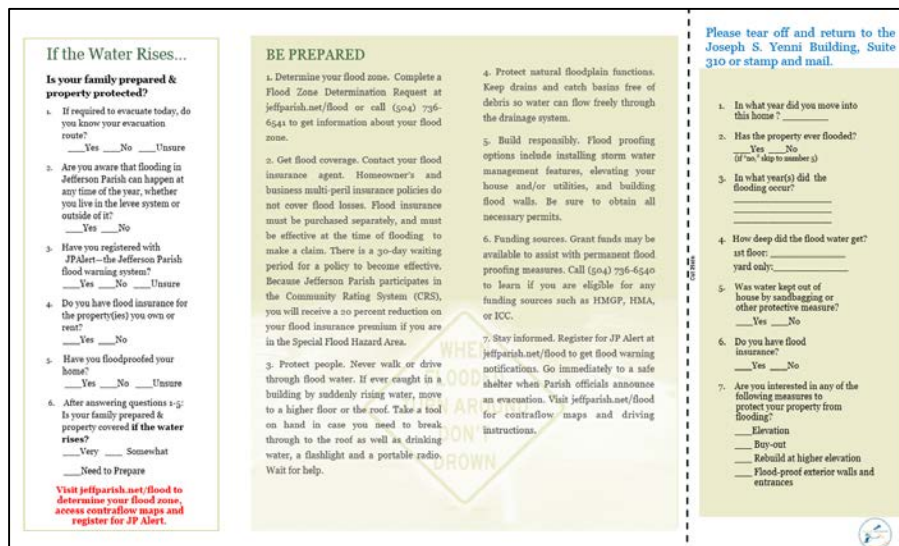 If the Water Rises...
Is your family prepared &
property protected?
1. If required to evacuate today, do
you know your evacuation
route?
___Yes ___No ___Unsure
2. Are you aware that flooding in
Jefferson Parish can happen at
any time of the year, whether
you live in the levee system or
outside of it?
___Yes ___No
3. Have you registered with
JPAlert—the Jefferson Parish
flood warning system?
___Yes ___No ___Unsure
4. Do you have flood insurance for
the property(ies) you own or
rent?
___Yes ___No
5. Have you floodproofed your
home?
___Yes ___No ___Unsure
6. After answering questions 1-5:
Is your family prepared &
property covered if the water
rises?
___Very ___ Somewhat
___Need to Prepare
Visit jeffparish.net/flood to
determine your flood zone,
access contraflow maps and
register for JP Alert.
BE PREPARED
1. Determine your flood zone. Complete a
Flood Zone Determination Request at
jeffparish.net/flood or call (504) 736-
6541 to get information about your flood
zone.
2. Get flood coverage. Contact your flood
insurance agent. Homeowner's and
business multi-peril insurance policies do
not cover flood losses. Flood insurance
must be purchased separately, and must
be effective at the time of flooding to
make a claim. There is a 30-day waiting
period for a policy to become effective.
Because Jefferson Parish participates in
the Community Rating System (CRS),
you will receive a 20 percent reduction on
your flood insurance premium if you are
in the Special Flood Hazard Area.
3. Protect people. Never walk or drive
through flood water. If ever caught in a
building by suddenly rising water, move
to a higher floor or the roof. Take a tool
on hand in case you need to break
through to the roof as well as drinking
water, a flashlight and a portable radio.
Wait for help.
4. Protect natural floodplain functions.
Keep drains and catch basins free of
debris so water can flow freely through
the drainage system.
5. Build responsibly. Flood proofing
options include installing storm water
management features, elevating your
house and/or utilities, and building
flood walls. Be sure to obtain all
necessary permits.
6. Funding sources. Grant funds may
be available to assist with permanent flood
proofing measures. Call (504) 736-6540
to learn if you are eligible for any
funding sources such as HMGP, HMA,
or ICC.
7. Stay informed. Register for JP Alert at
jeffparish.net/flood to get flood warning
notifications. Go immediately to a safe
shelter when Parish officials announce
an evacuation. Visit jeffparish.net/flood
for contraflow maps and driving
instructions.
WHEN
FLOODED
TURN AROUND
DON'T
DROWN
Please tear off and return to the
Joseph S. Yenni Building, Suite
310 or stamp and mail.
1. In what year did you move into
this home ? __________
2. Has the property ever flooded?
___Yes ___No
(if "no," skip to number 5)
3. In what year(s) did the
flooding occur?
4. How deep did the flood water get?
1st floor: ________________
yard only:________________
5. Was water kept out of
house by sandbagging or
other protective measure?
___Yes ___No
6. Do you have flood
insurance?
___Yes ___No
7. Are you interested in any of the
following measures to
protect your property from
flooding?
___Elevation
___ Buy-out
___ Rebuild at higher elevation
___ Flood-proof exterior walls and
entrances